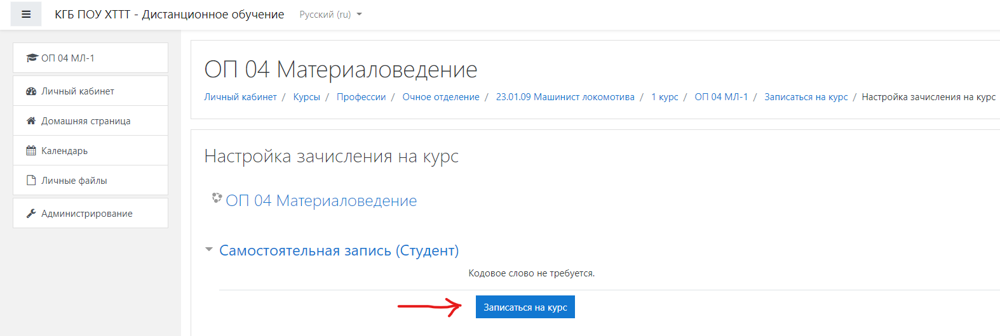 КГБ ПОУ ХТТТ - Дистанционное обучение
Русский (ru)
ОП 04 МЛ-1
Личный кабинет
Домашняя страница
Календарь
Личные файлы
Администрирование
ОП 04 Материаловедение
Личный кабинет / Курсы / Профессии / Очное отделение / 23.01.09 Машинист локомотива / 1 курс / ОП 04 МЛ-1 / Записаться на курс / Настройка зачисления на курс
Настройка зачисления на курс
ОП 04 Материаловедение
Самостоятельная запись (Студент)
Кодовое слово не требуется.
Записаться на курс